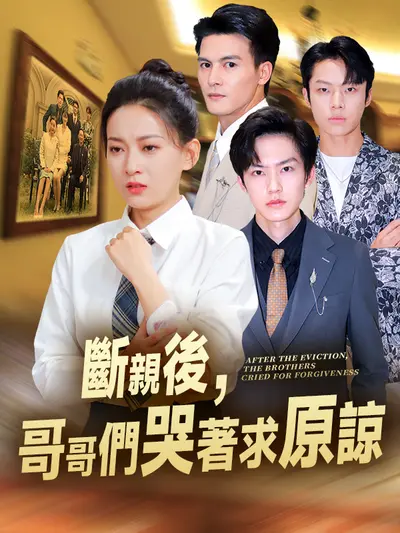 斷親後,
AFTER THE EVICTION,
THE BROTHERS
CRIED FOR FORGIVENESS
哥哥們哭著求原諒